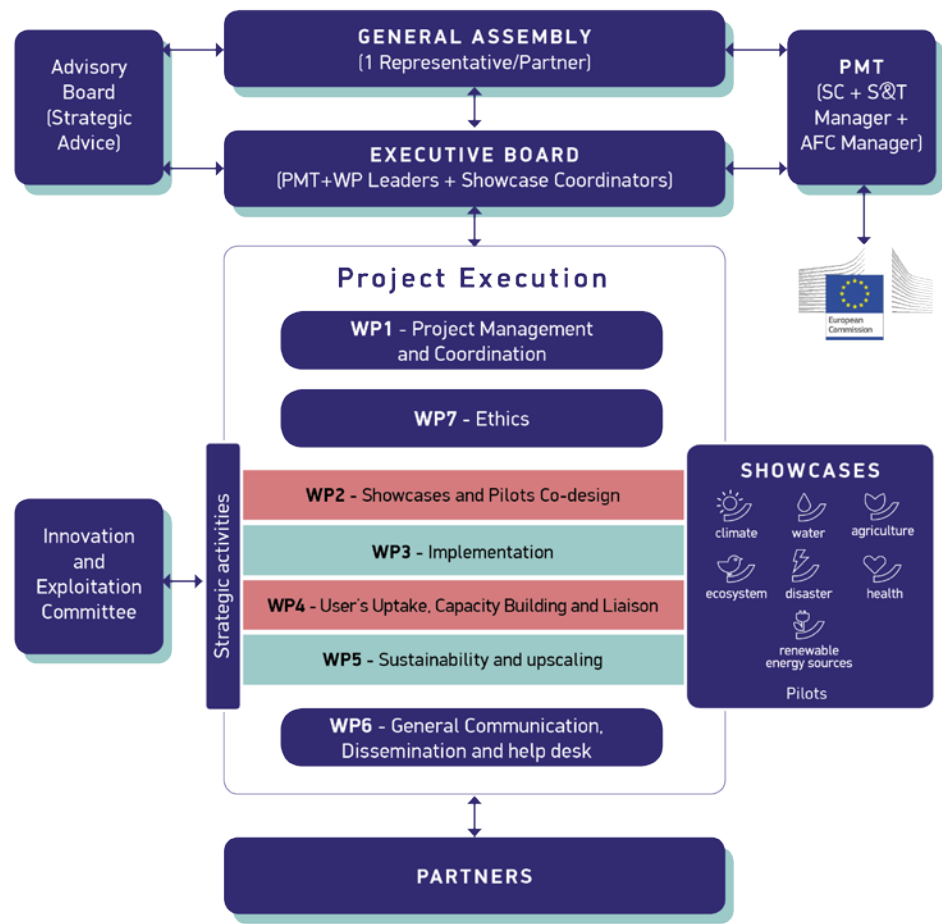 GENERAL ASSEMBLY
(1 Representative/Partner)
Advisory
Board
(Strategic
Advice)
PMT
(SC + S&T
Manager +
AFC Manager)
EXECUTIVE BOARD
(PMT+WP Leaders + Showcase Coordinators)
European
Commission
Project Execution
WP1 - Project Management
and Coordination
WP7 - Ethics
Strategic activities
WP2 - Showcases and Pilots Co-design
WP3 - Implementation
WP4 - User's Uptake, Capacity Building and Liaison
WP5 - Sustainability and upscaling
Innovation
and
Exploitation
Committee
SHOWCASES
climate
water
agriculture
ecosystem
disaster
health
renewable
energy sources
Pilots
WP6 - General Communication,
Dissemination and help desk
PARTNERS